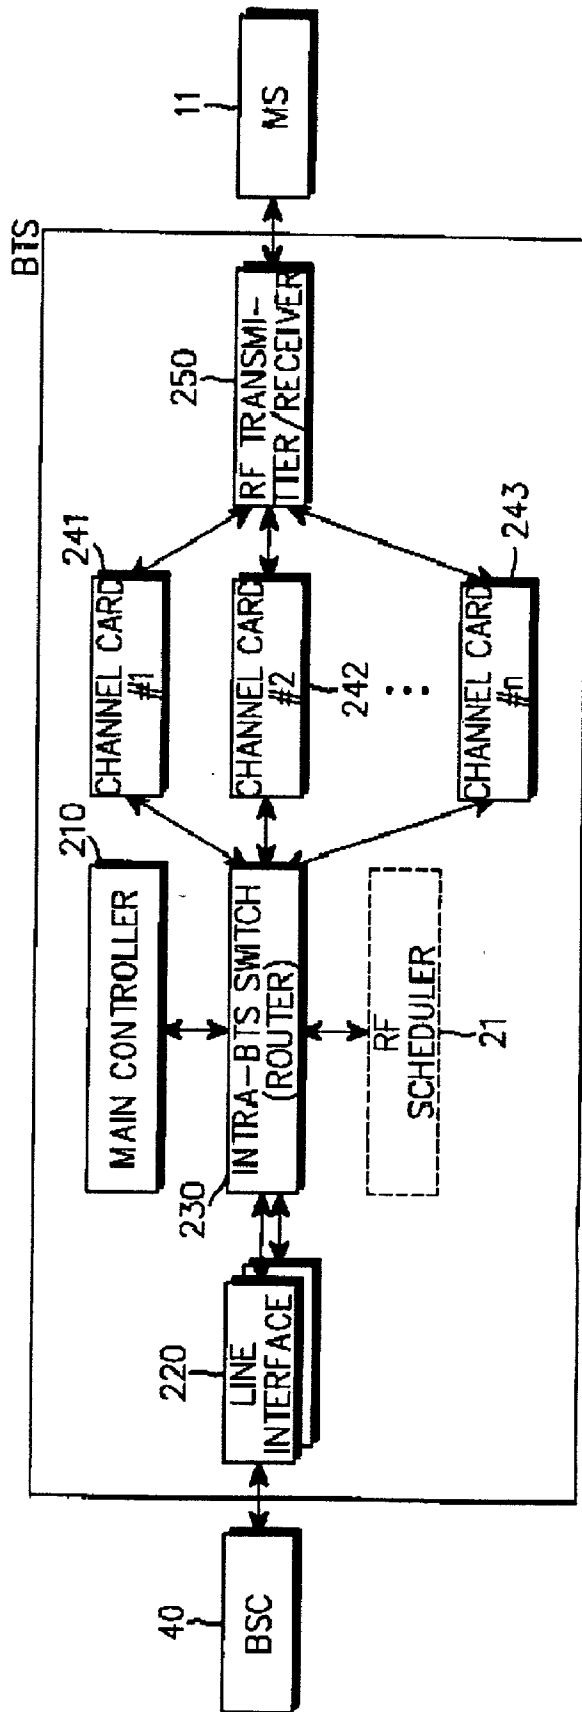 BTS
40
BSC
220
LINE
INTERFACE
210
MAIN CONTROLLER
230
INTRA-BTS SWITCH
(ROUTER)
RF
SCHEDULER
21
241
CHANNEL CARD
#1
CHANNEL CARD
#2
242
...
CHANNEL CARD
#n
243
250
RF TRANSMI-
TTER/RECEIVER
11
MS